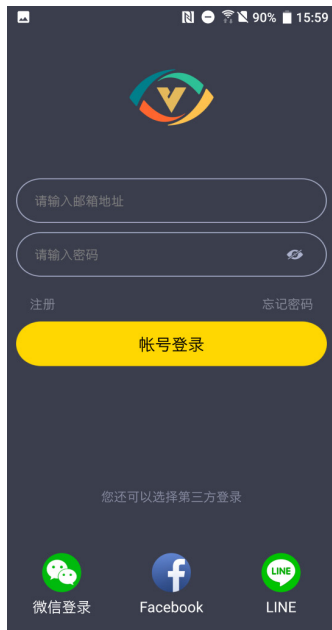 90% 15:59
请输入邮箱地址
请输入密码
注册 忘记密码
帐号登录
您还可以选择第三方登录
LINE
微信登录 Facebook LINE